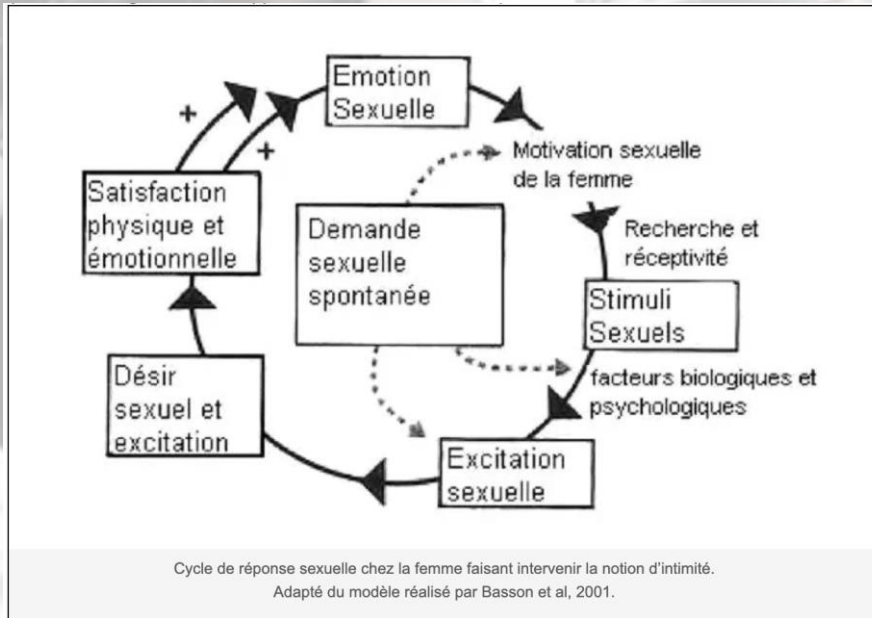 Emotion
Sexuelle
+
+
Motivation sexuelle
de la femme
Satisfaction
physique et
émotionnelle
Demande
sexuelle
spontanée
Recherche et
réceptivité
Stimuli
Sexuels
facteurs biologiques et
psychologiques
Désir
sexuel et
excitation
Excitation
sexuelle
Cycle de réponse sexuelle chez la femme faisant intervenir la notion d'intimité.
Adapté du modèle réalisé par Basson et al, 2001.